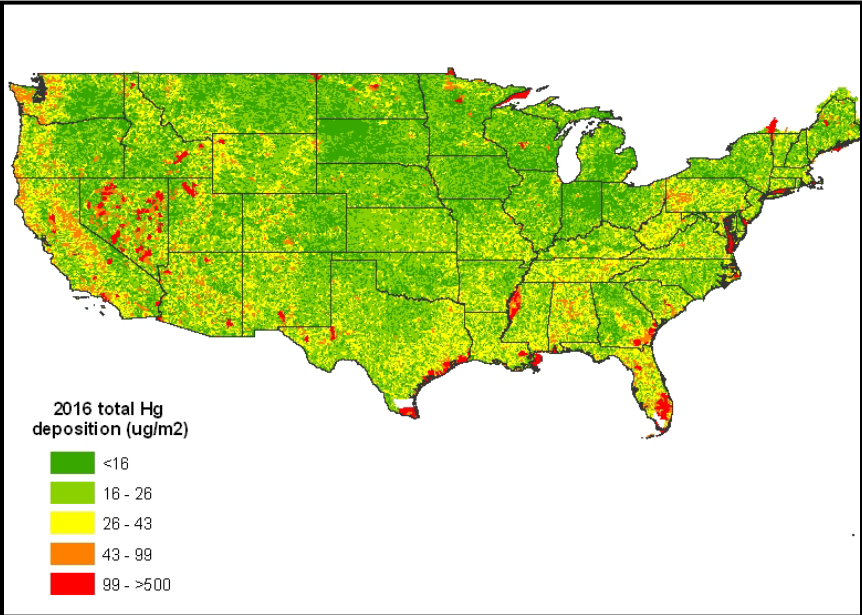 2016 total Hg
deposition (ug/m2)
<16
16 - 26
26 - 43
43 - 99
99 - >500